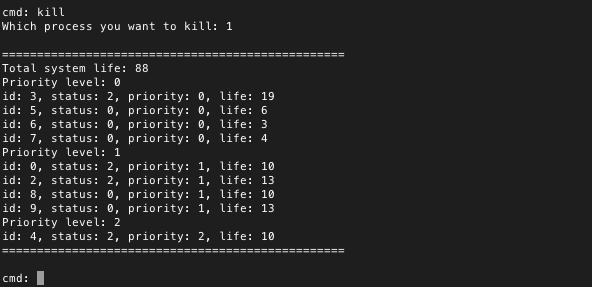 cmd: kill
Which process you want to kill: 1
=================================================
Total system life: 88
Priority level: 0
id: 3, status: 2, priority: 0, life: 19
id: 5, status: 0, priority: 0, life: 6
id: 6, status: 0, priority: 0, life: 3
id: 7, status: 0, priority: 0, life: 4
Priority level: 1
id: 0, status: 2, priority: 1, life: 10
id: 2, status: 2, priority: 1, life: 13
id: 8, status: 0, priority: 1, life: 10
id: 9, status: 0, priority: 1, life: 13
Priority level: 2
id: 4, status: 2, priority: 2, life: 10
=================================================
cmd: